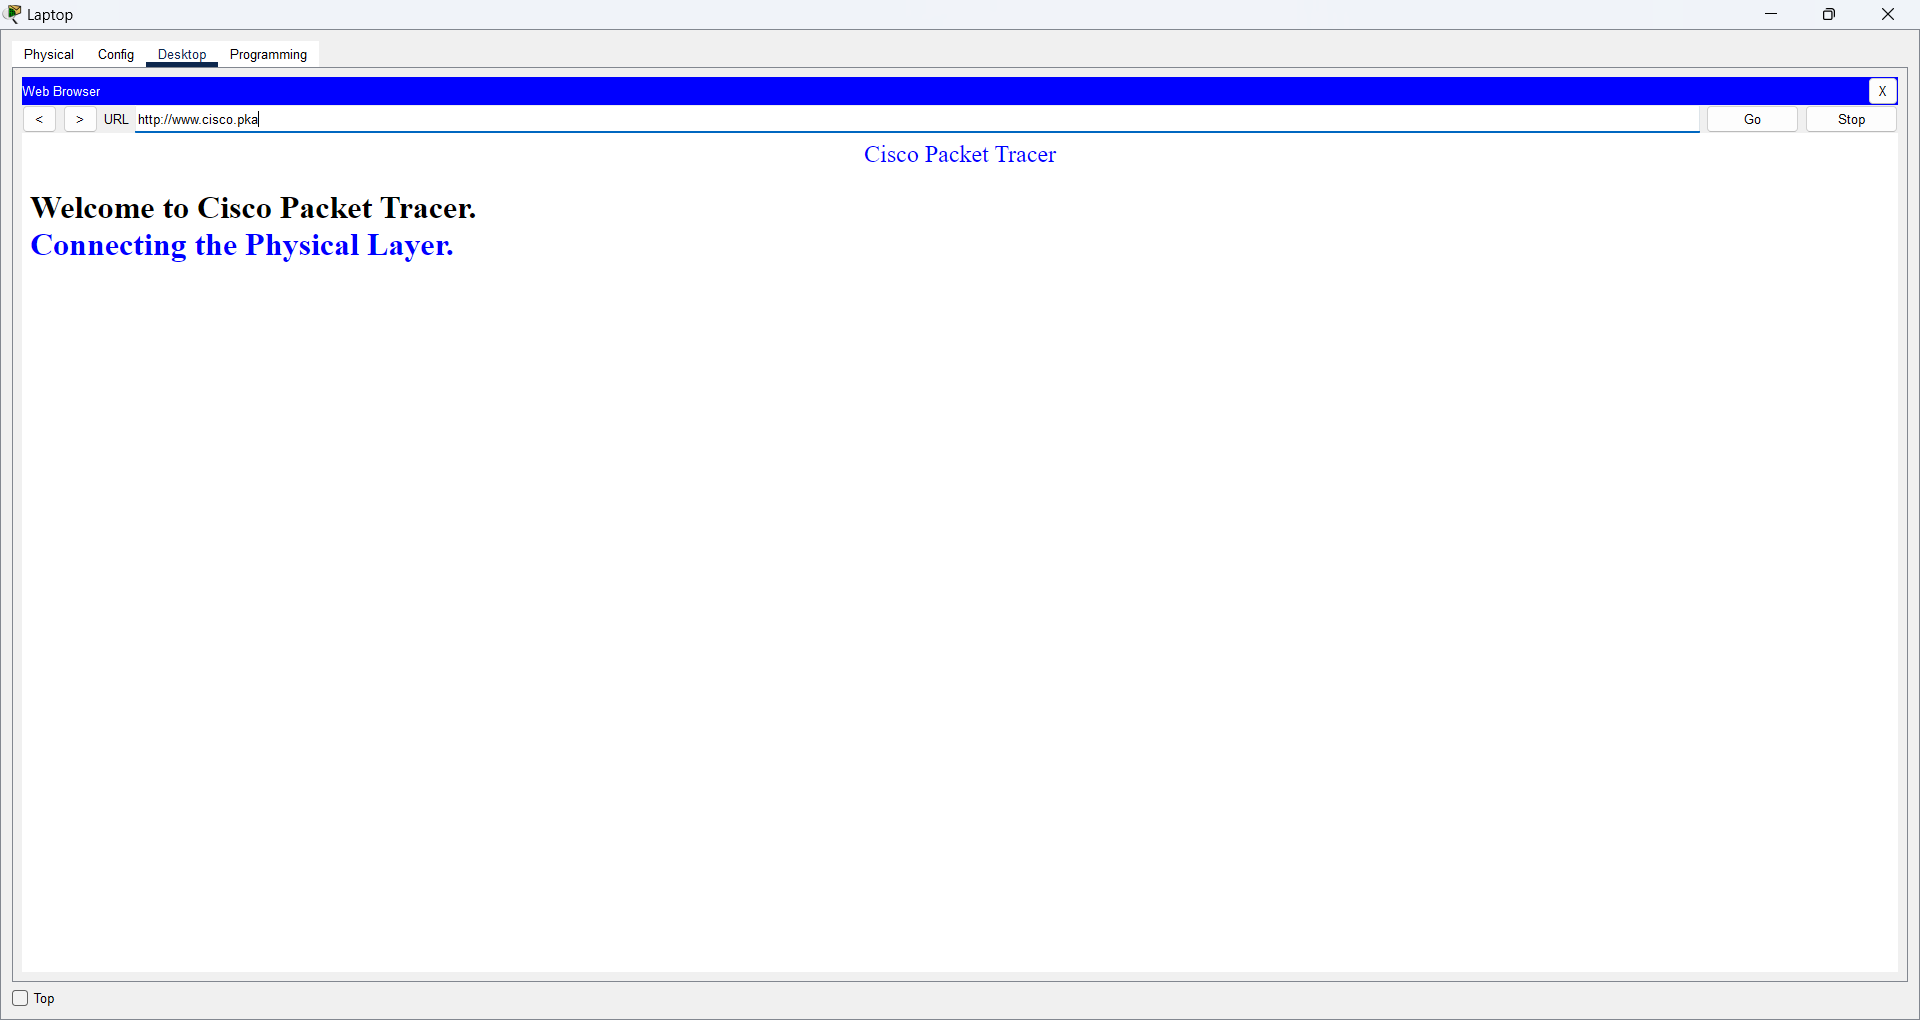 Laptop
Physical Config Desktop Programming
Web Browser X
< > URL http://www.cisco.pka Go Stop
Cisco Packet Tracer
Welcome to Cisco Packet Tracer.
Connecting the Physical Layer.
Top